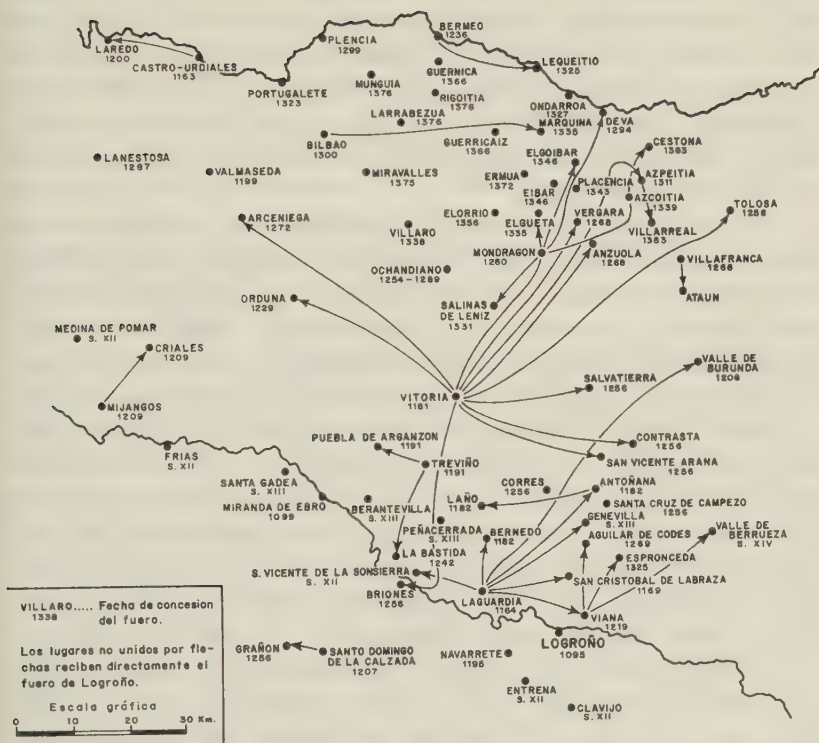 BERMEO
1236
PLENCIA
1299
LAREDO
1200
CASTRO-URDIALES
1163
GUERNICA
1366
LEQUEITIO
1325
MUNGUIA
1376
PORTUGALETE
1323
RIGOITIA
1376
ONDARROA
1327
LARRABEZUA
1376
MARQUINA
1335
DEVA
1294
BILBAO
1300
GUERRICAIZ
1366
CESTONA
1383
ELGOIBAR
1346
LANESTOSA
1287
VALMASEDA
1199
MIRAVALLES
1375
ERMUA
1372
AZPEITIA
1311
EIBAR
1346
PLACENCIA
1343
AZCOITIA
1339
TOLOSA
1256
ARCENIEGA
1272
ELORRIO
1356
ELGUETA
1335
VERGARA
1268
VILLARREAL
1383
VILLARO
1338
MONDRAGON
1260
ANZUOLA
1268
VILLAFRANCA
1268
OCHANDIANO
1254-1289
ATAUN
ORDUNA
1229
SALINAS
DE LENIZ
1331
MEDINA DE POMAR
S. XII
CRIALES
1209
VALLE DE
BURUNDA
1208
SALVATIERRA
1256
VITORIA
1181
MIJANGOS
1209
PUEBLA DE ARGANZON
1191
CONTRASTA
1256
FRIAS
S. XII
TREVIÑO
1191
SAN VICENTE ARANA
1256
SANTA GADEA
S. XIII
CORRES
1256
ANTOÑANA
1182
MIRANDA DE EBRO
1099
BERANTEVILLA
S. XIII
LAÑO
1182
SANTA CRUZ DE CAMPEZO
1256
PEÑACERRADA
S. XIII
GENEVILLA
S. XIII
BERNEDO
1182
AGUILAR DE CODES
1269
VALLE DE
BERRUEZA
S. XIV
LA BASTIDA
1242
ESPRONCEDA
1325
S. VICENTE DE LA SONSIERRA
S. XII
SAN CRISTOBAL DE LABRAZA
1169
BRIONES
1256
LAGUARDIA
1164
VIANA
1219
LOGROÑO
1095
GRAÑON
1256
SANTO DOMINGO
DE LA CALZADA
1207
NAVARRETE
1195
ENTRENA
S. XII
CLAVIJO
S. XII
VILLARO..... Fecha de concesion
1338 del fuero.
Los lugares no unidos por fle-
chas reciben directamente el
fuero de Logroño.
Escala gráfica
0 10 20 30 Km.